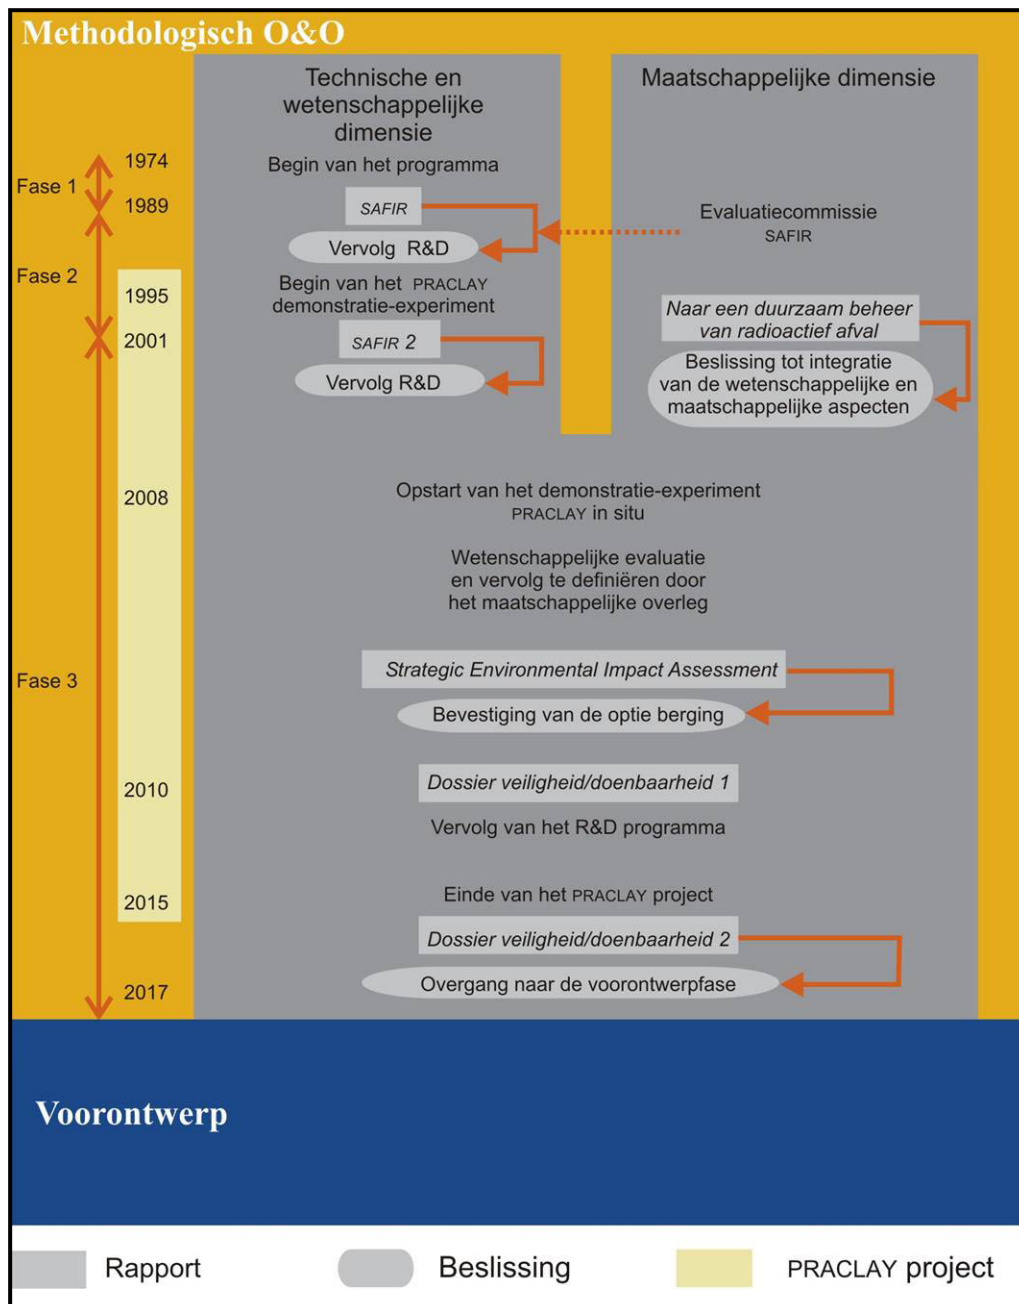 Methodologisch O&O
Technische en
wetenschappelijke
dimensie
Maatschappelijke dimensie
1974
Begin van het programma
Fase 1
1989
SAFIR
Evaluatiecommissie
SAFIR
Vervolg R&D
Fase 2
Begin van het PRACLAY
demonstratie-experiment
1995
Naar een duurzaam beheer
van radioactief afval
2001
SAFIR 2
Vervolg R&D
Beslissing tot integratie
van de wetenschappelijke en
maatschappelijke aspecten
2008
Opstart van het demonstratie-experiment
PRACLAY in situ
Wetenschappelijke evaluatie
en vervolg te definiëren door
het maatschappelijke overleg
Fase 3
Strategic Environmental Impact Assessment
Bevestiging van de optie berging
2010
Dossier veiligheid/doenbaarheid 1
Vervolg van het R&D programma
2015
Einde van het PRACLAY project
Dossier veiligheid/doenbaarheid 2
2017
Overgang naar de voorontwerpfase
Voorontwerp
Rapport
Beslissing
PRACLAY project